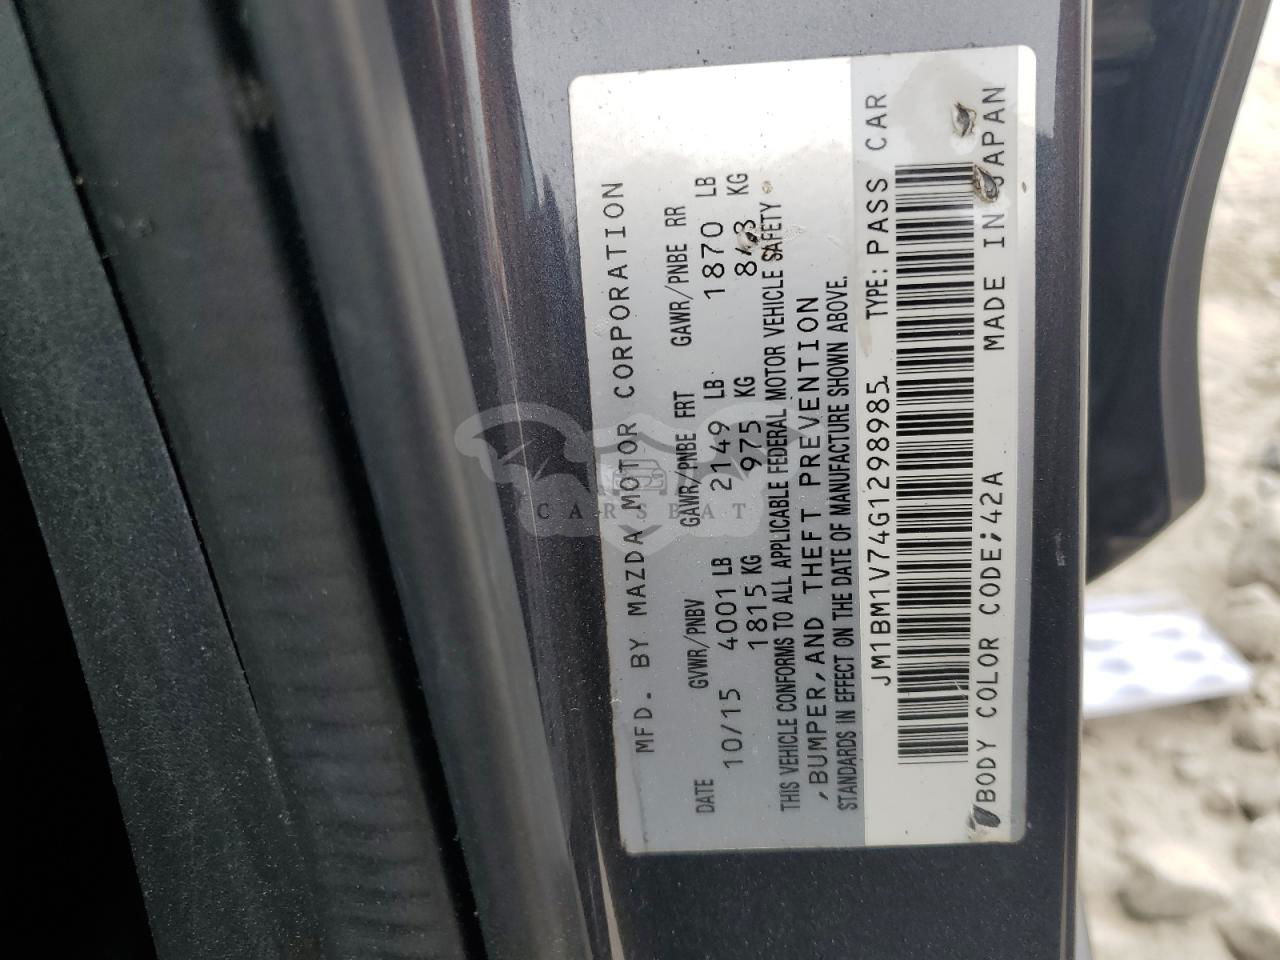 MFD. BY MAZDA MOTOR CORPORATION
DATE GVWR/PNBV GAWR/PNBE FRT GAWR/PNBE RR
10/15 4001 LB 2149 LB 1870 LB
1815 KG 975 KG KG
THIS VEHICLE CONFORMS TO ALL APPLICABLE FEDERAL MOTOR VEHICLE SAFETY
,BUMPER,AND THEFT PREVENTION
STANDARDS IN EFFECT ON THE DATE OF MANUFACTURE SHOWN ABOVE.
JM1BM1V74G1298985 TYPE: PASS CAR
BODY COLOR CODE;42A MADE IN JAPAN
CARSBAT